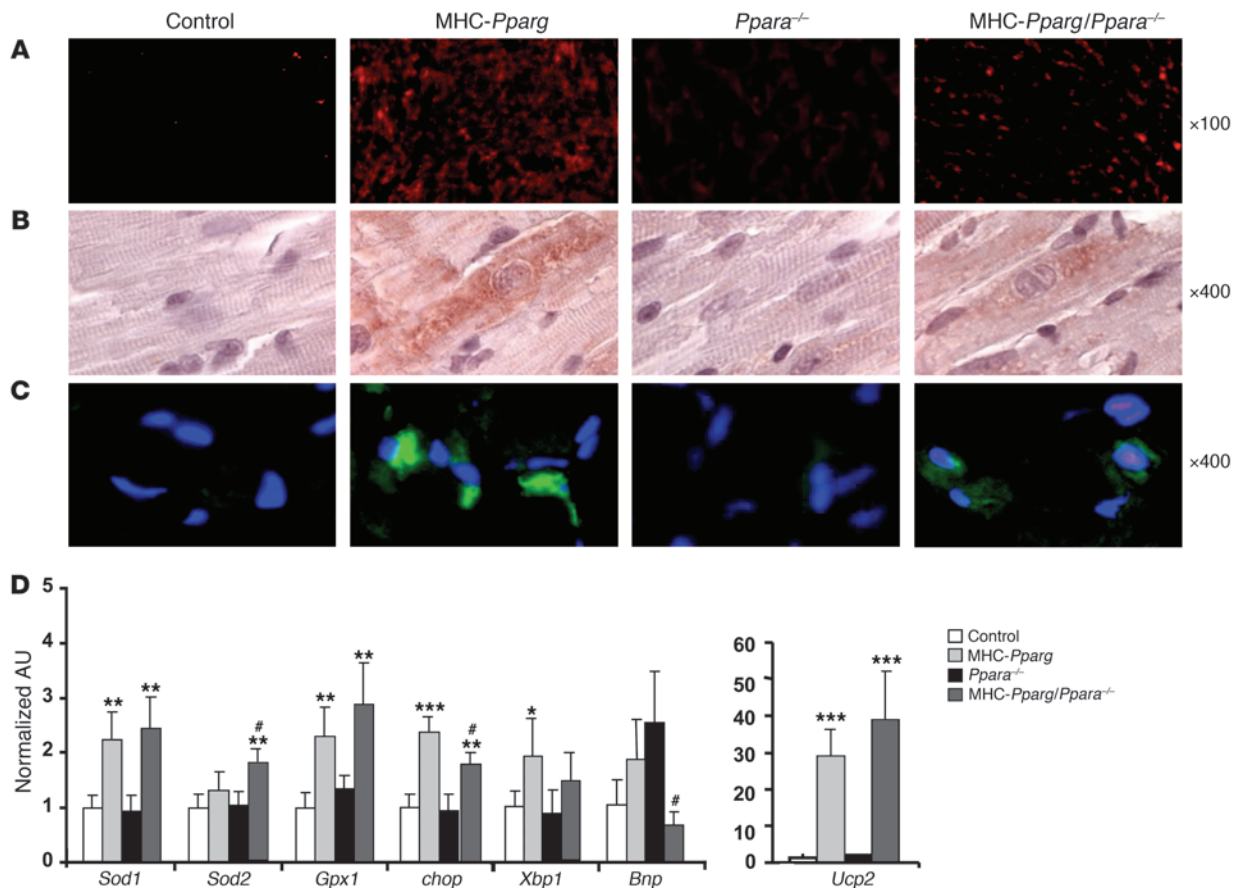 Control MHC-Pparg Ppara–/– MHC-Pparg/Ppara–/–
A
×100
B
×400
C
×400
D
Normalized AU
5
4
3
2
1
0
** ** # ** ** ** *** # ** * #
Sod1 Sod2 Gpx1 chop Xbp1 Bnp
60
50
40
30
20
10
0
*** ***
Ucp2
Control
MHC-Pparg
Ppara–/–
MHC-Pparg/Ppara–/–